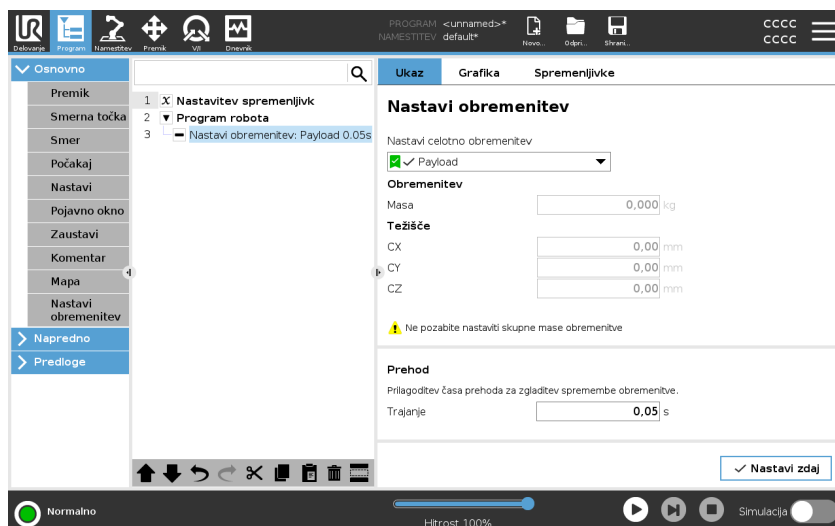 UR
Delovanje
Program
Namestitev
Premik
V/I
Dnevnik
PROGRAM <unnamed>*
NAMESTITEV default*
Novo...
Odpri...
Shrani...
CCCC
CCCC
Osnovno
Premik
Smerna točka
Smer
Počakaj
Nastavi
Pojavno okno
Zaustavi
Komentar
Mapa
Nastavi
obremenitev
Napredno
Predloge
1 X Nastavitev spremenljivk
2 Program robota
3 Nastavi obremenitev: Payload 0.05s
Ukaz
Grafika
Spremenljivke
Nastavi obremenitev
Nastavi celotno obremenitev
Payload
Obremenitev
Masa 0,000 kg
Težišče
CX 0,00 mm
CY 0,00 mm
CZ 0,00 mm
Ne pozabite nastaviti skupne mase obremenitve
Prehod
Prilagoditev časa prehoda za zgladitev spremembe obremenitve.
Trajanje 0,05 s
Nastavi zdaj
Normalno
Hitrost 100%
Simulacija